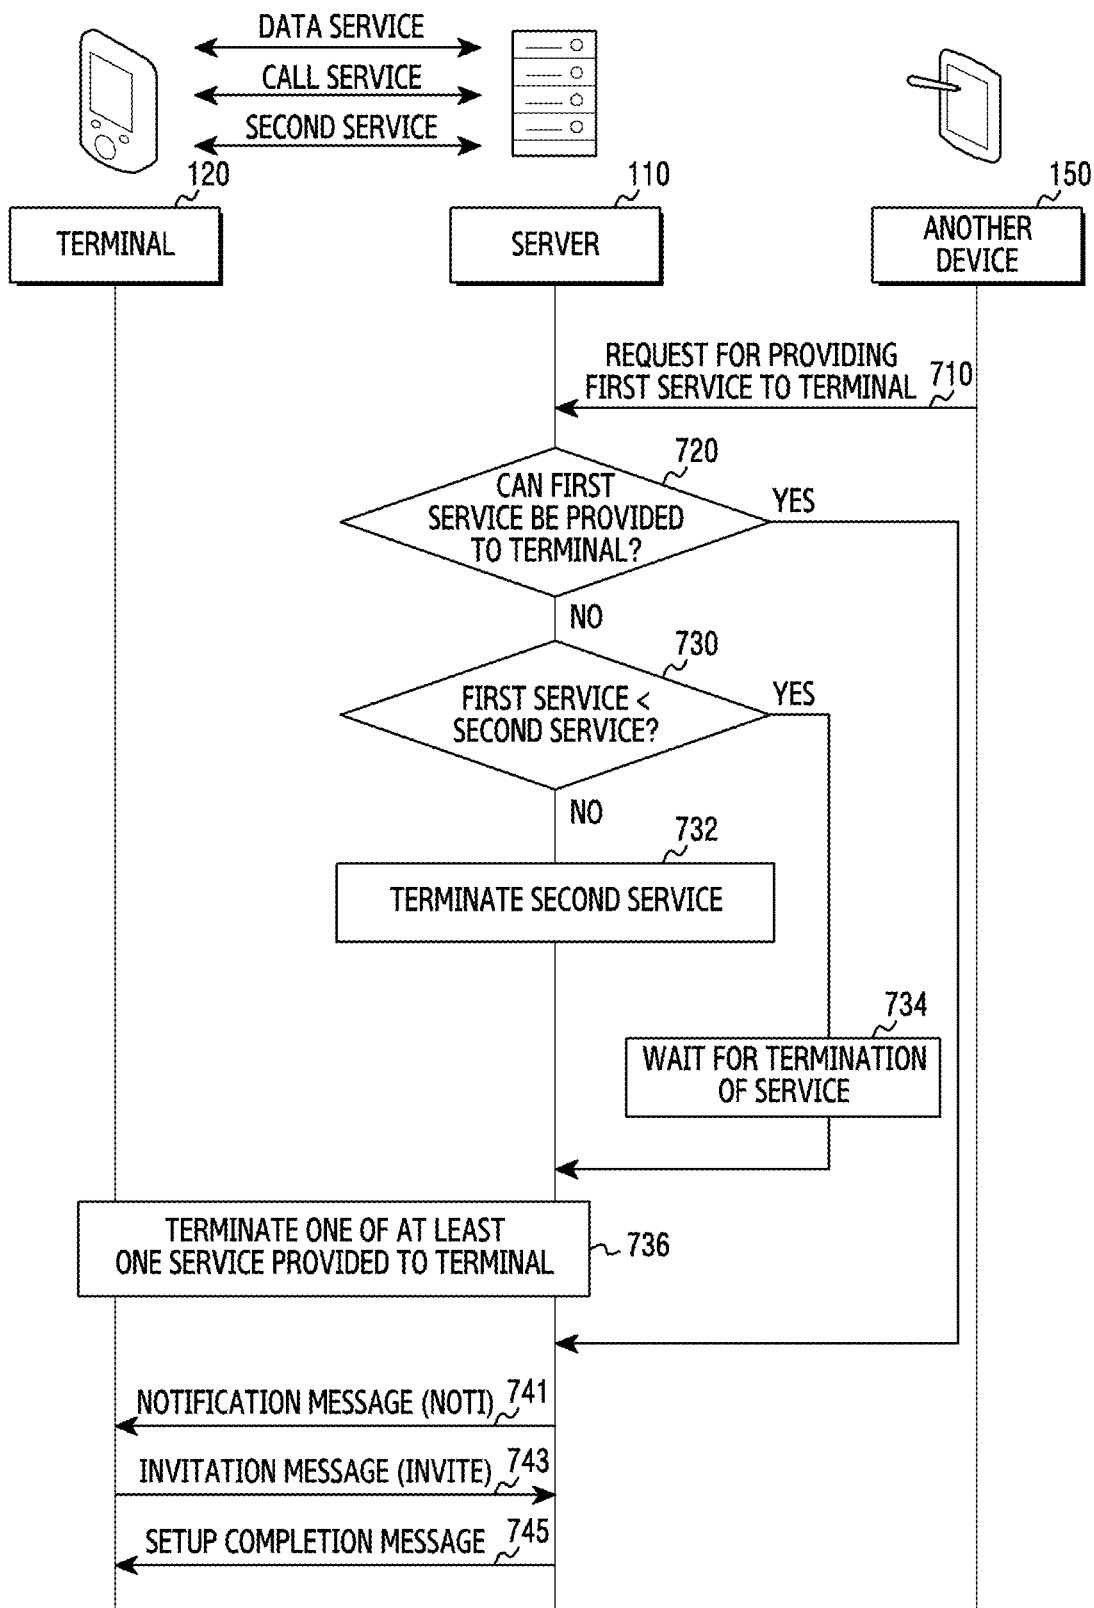 DATA SERVICE
CALL SERVICE
SECOND SERVICE
120
110
150
TERMINAL
SERVER
ANOTHER
DEVICE
REQUEST FOR PROVIDING
FIRST SERVICE TO TERMINAL
710
720
CAN FIRST
SERVICE BE PROVIDED
TO TERMINAL?
YES
NO
730
FIRST SERVICE <
SECOND SERVICE?
YES
NO
732
TERMINATE SECOND SERVICE
734
WAIT FOR TERMINATION
OF SERVICE
TERMINATE ONE OF AT LEAST
ONE SERVICE PROVIDED TO TERMINAL
736
NOTIFICATION MESSAGE (NOTI)
741
INVITATION MESSAGE (INVITE)
743
SETUP COMPLETION MESSAGE
745